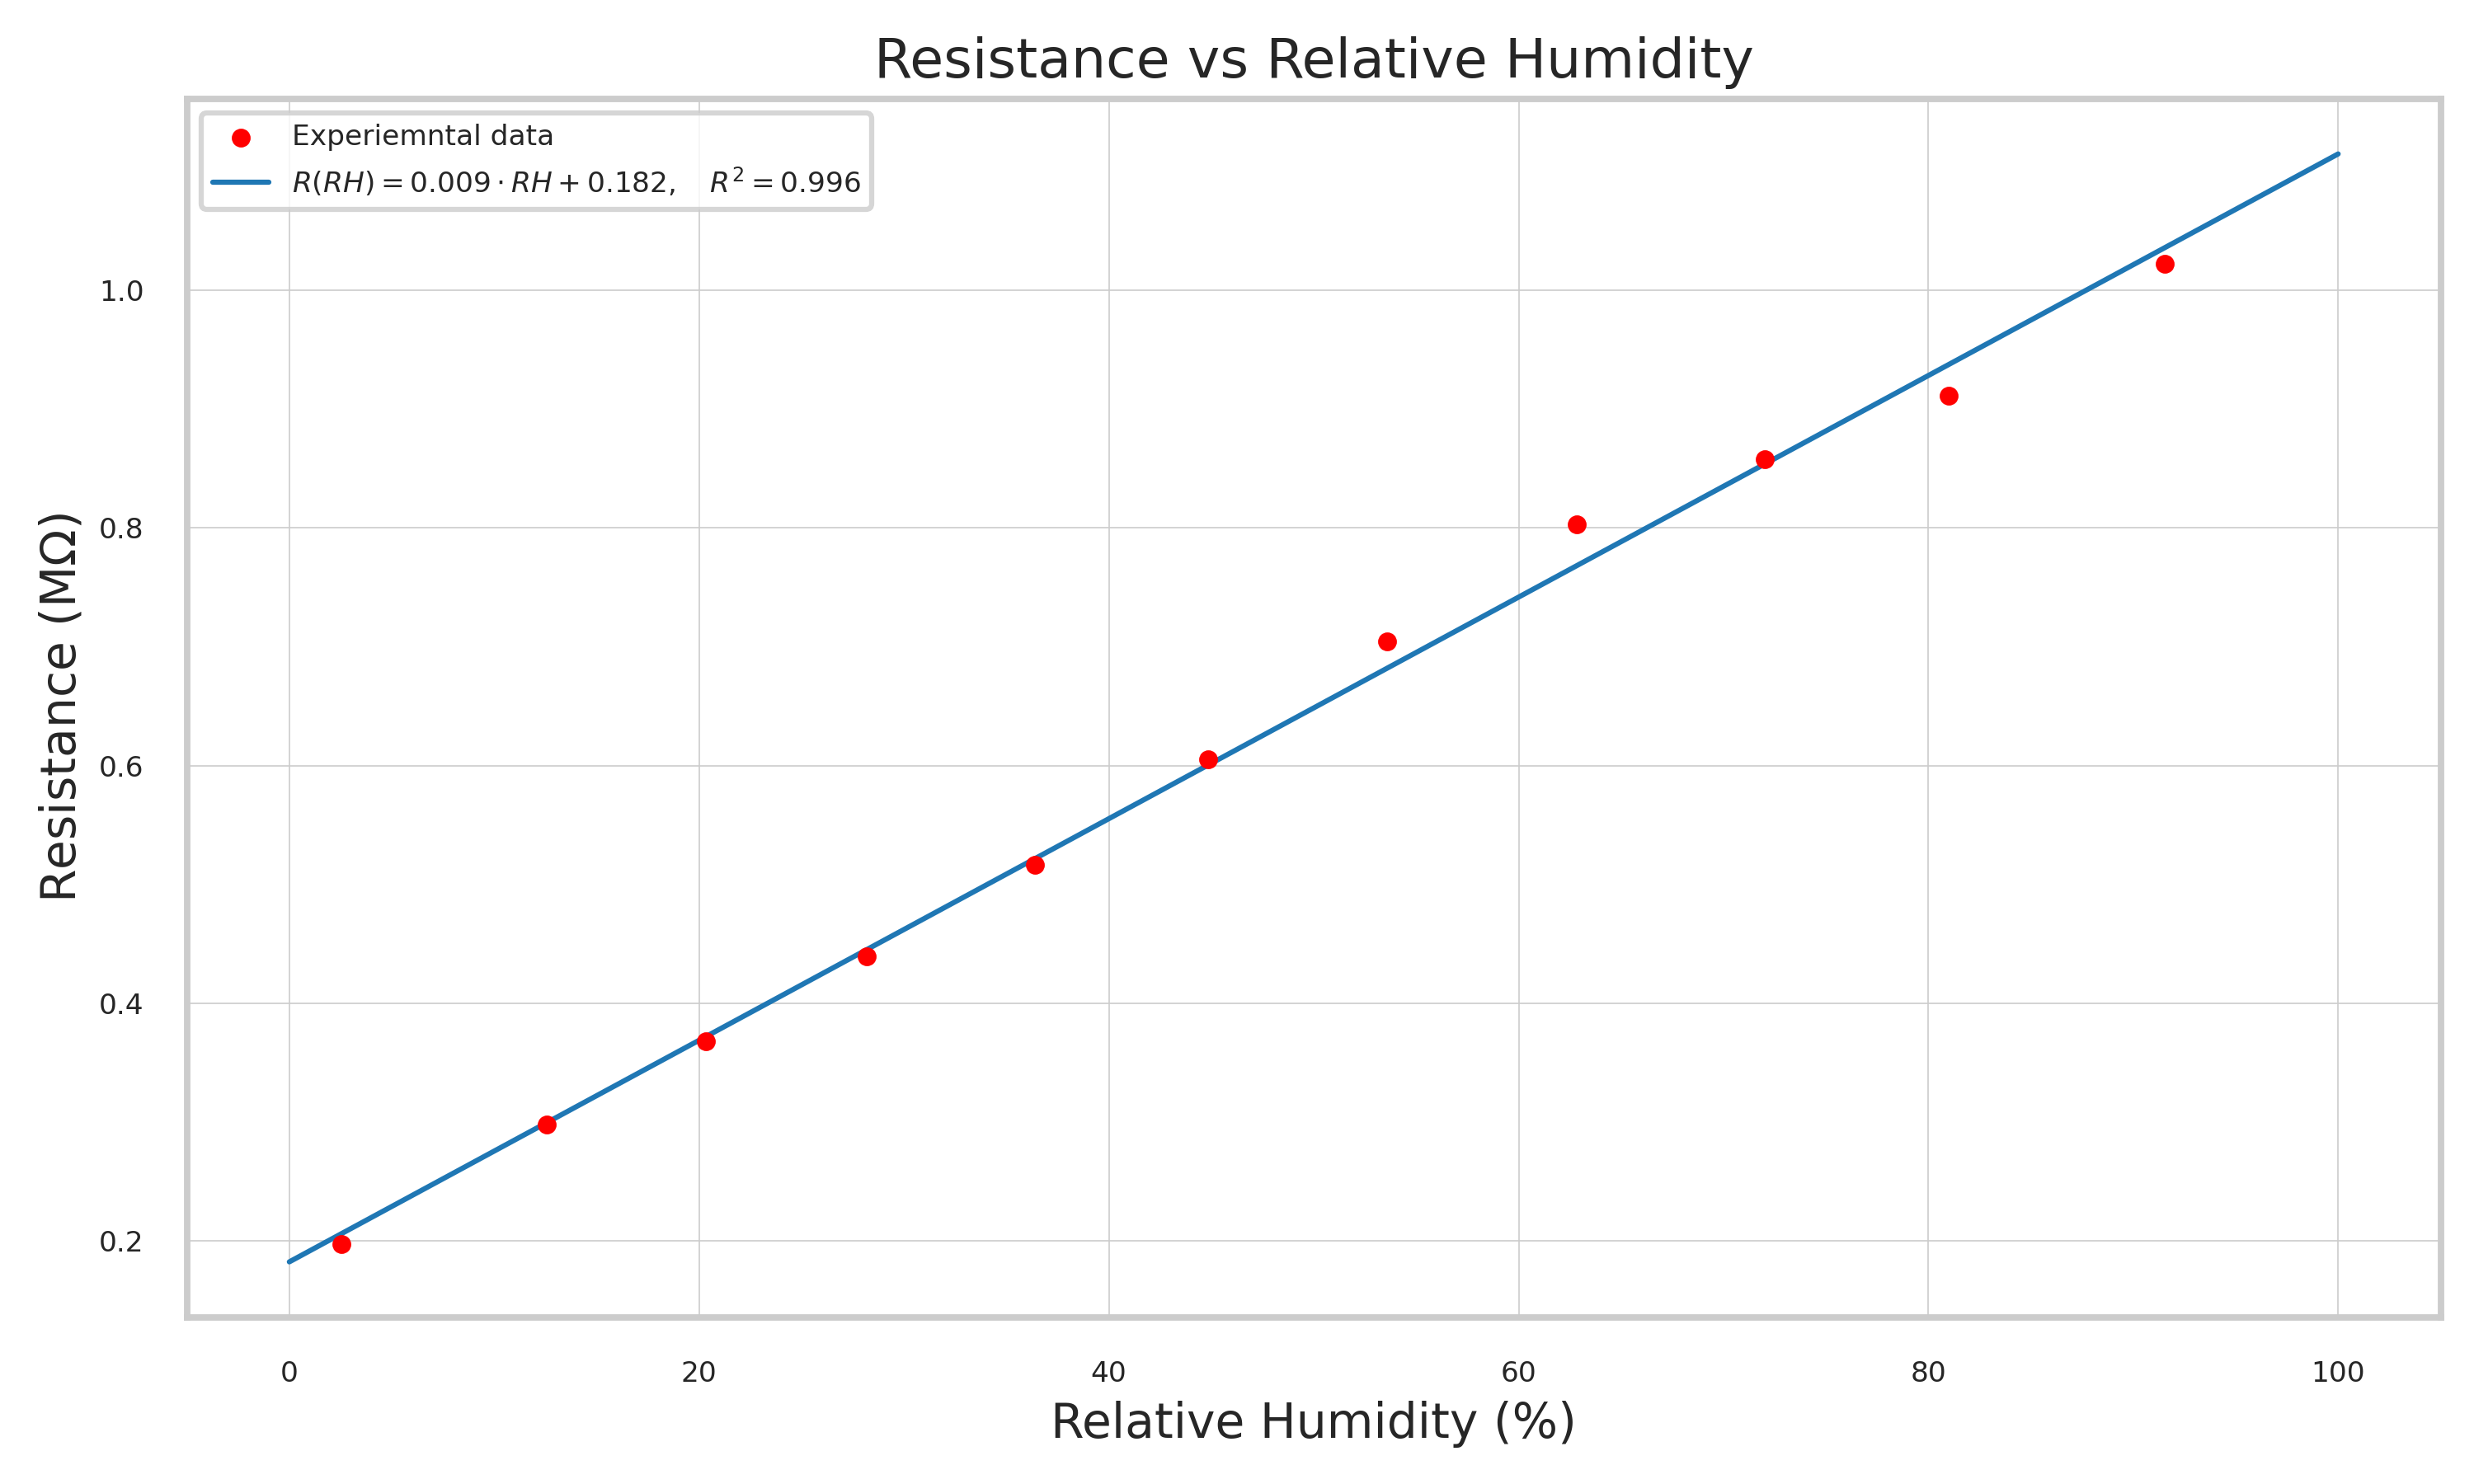 Resistance vs Relative Humidity
Experiemntal data
R(RH) = 0.009 · RH + 0.182, R² = 0.996
1.0
0.8
0.6
0.4
0.2
Resistance (MΩ)
0 20 40 60 80 100
Relative Humidity (%)